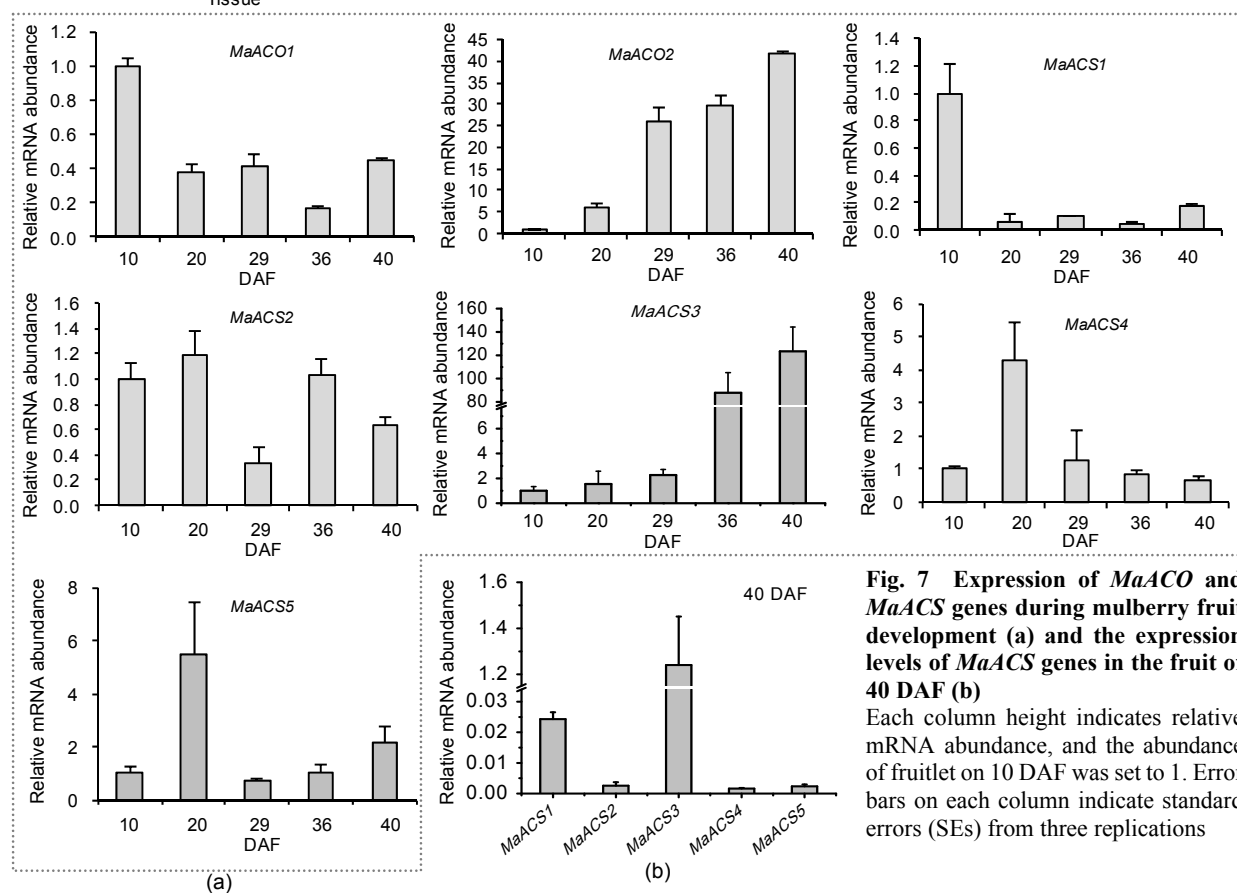 Tissue
MaACO1
Relative mRNA abundance
1.2
1.0
0.8
0.6
0.4
0.2
0.0
10 20 29 36 40
DAF
MaACO2
Relative mRNA abundance
45
40
35
30
25
20
15
10
5
0
10 20 29 36 40
DAF
MaACS1
Relative mRNA abundance
1.4
1.2
1.0
0.8
0.6
0.4
0.2
0.0
10 20 29 36 40
DAF
MaACS2
Relative mRNA abundance
1.6
1.4
1.2
1.0
0.8
0.6
0.4
0.2
0.0
10 20 29 36 40
DAF
MaACS3
Relative mRNA abundance
160
140
120
100
80
60
6
4
2
0
10 20 29 36 40
DAF
MaACS4
Relative mRNA abundance
6
5
4
3
2
1
0
10 20 29 36 40
DAF
MaACS5
Relative mRNA abundance
8
6
4
2
0
10 20 29 36 40
DAF
(a)
40 DAF
Relative mRNA abundance
1.6
1.4
1.2
0.03
0.02
0.01
0.00
MaACS1 MaACS2 MaACS3 MaACS4 MaACS5
(b)
Fig. 7 Expression of MaACO and
MaACS genes during mulberry fruit
development (a) and the expression
levels of MaACS genes in the fruit of
40 DAF (b)
Each column height indicates relative
mRNA abundance, and the abundance
of fruitlet on 10 DAF was set to 1. Error
bars on each column indicate standard
errors (SEs) from three replications